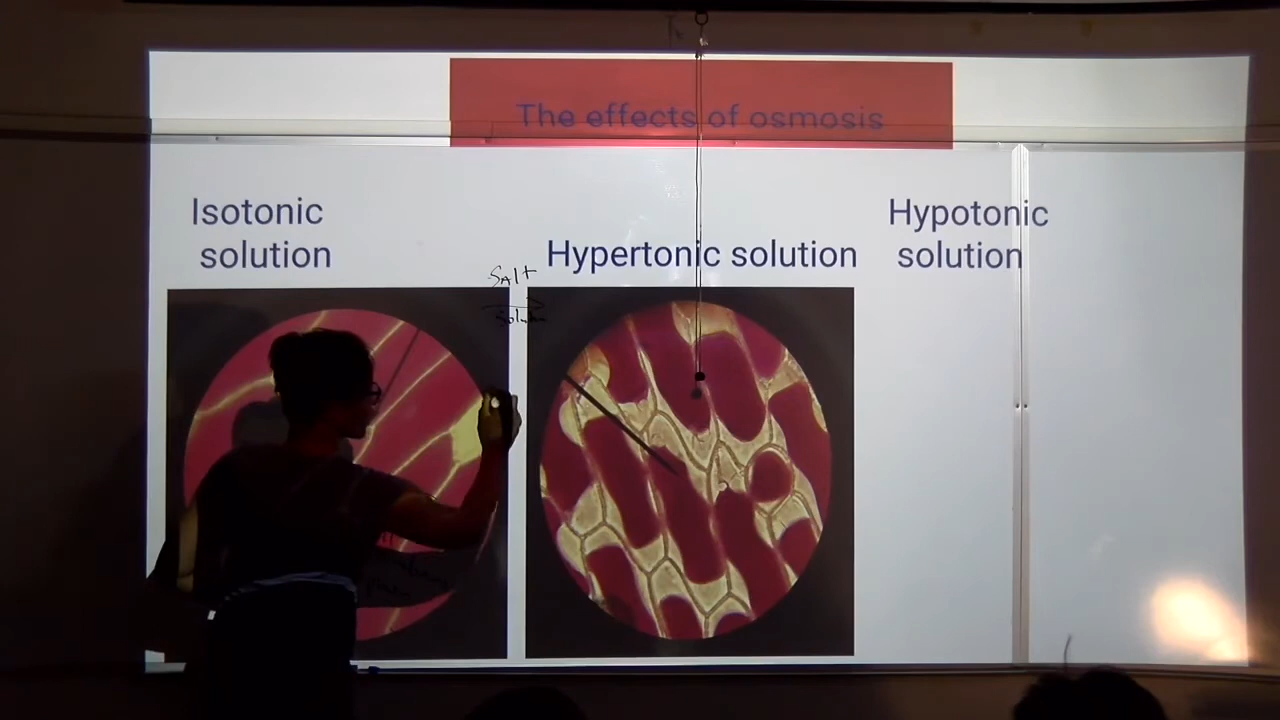 The effects of osmosis
Isotonic
solution
Hypertonic solution
Hypotonic
solution
SAlt